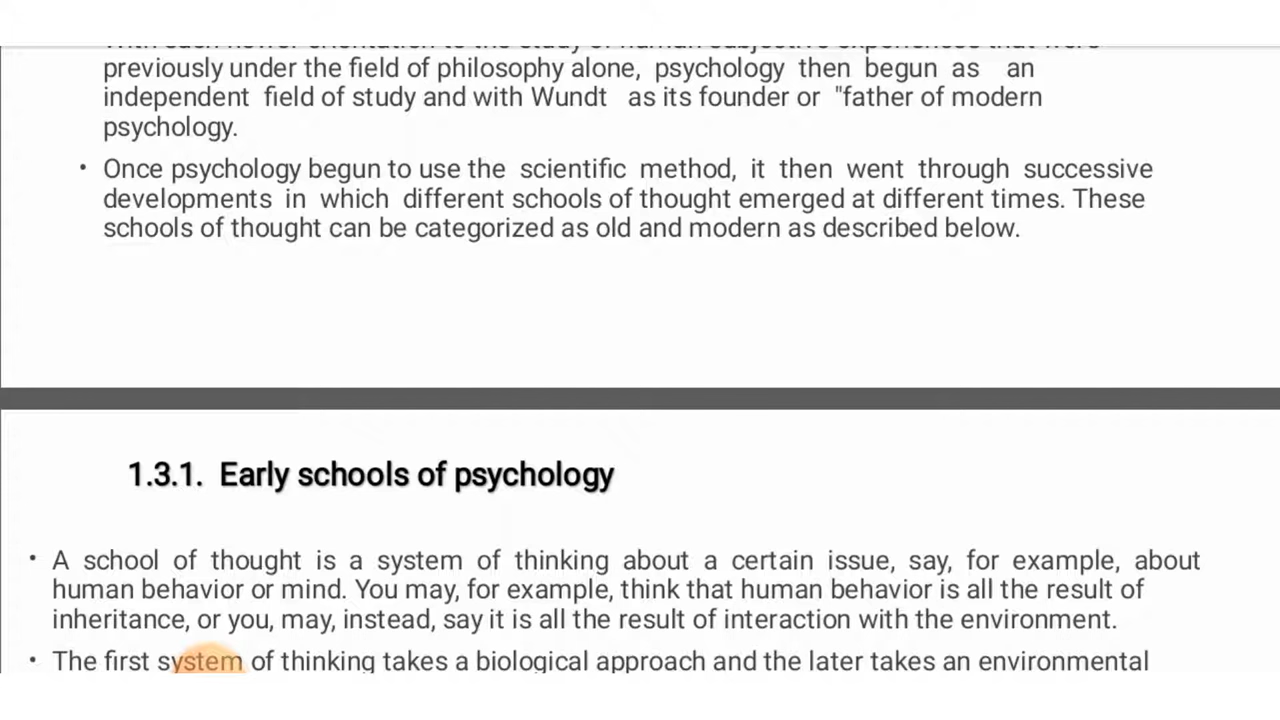 previously under the field of philosophy alone, psychology then begun as an
independent field of study and with Wundt as its founder or "father of modern
psychology.
• Once psychology begun to use the scientific method, it then went through successive
developments in which different schools of thought emerged at different times. These
schools of thought can be categorized as old and modern as described below.
1.3.1. Early schools of psychology
• A school of thought is a system of thinking about a certain issue, say, for example, about
human behavior or mind. You may, for example, think that human behavior is all the result of
inheritance, or you, may, instead, say it is all the result of interaction with the environment.
• The first system of thinking takes a biological approach and the later takes an environmental